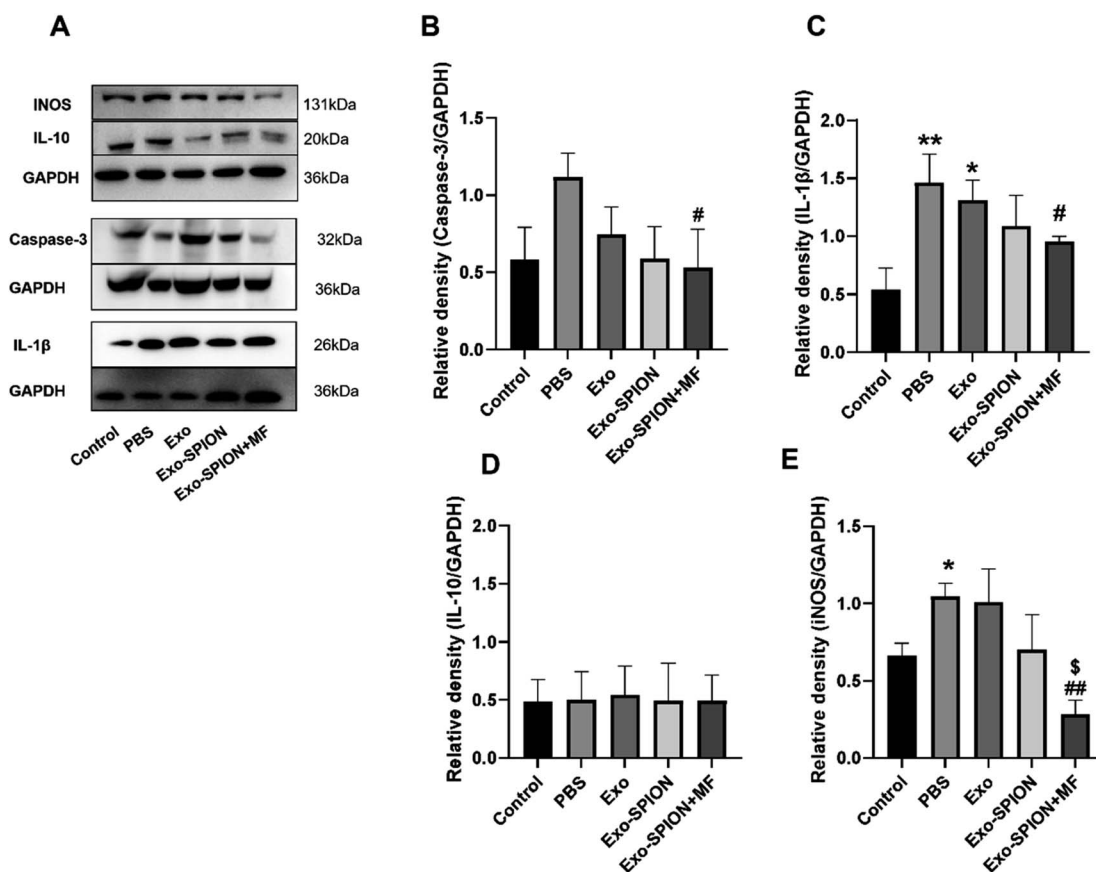 A
INOS
131kDa
IL-10
20kDa
GAPDH
36kDa
Caspase-3
32kDa
GAPDH
36kDa
IL-1β
26kDa
GAPDH
36kDa
Control
PBS
Exo
Exo-SPION
Exo-SPION+MF
B
Relative density (Caspase-3/GAPDH)
1.5
1.0
0.5
0.0
#
Control
PBS
Exo
Exo-SPION
Exo-SPION+MF
C
Relative density (IL-1β/GAPDH)
2.0
1.5
1.0
0.5
0.0
**
*
#
Control
PBS
Exo
Exo-SPION
Exo-SPION+MF
D
Relative density (IL-10/GAPDH)
2.0
1.5
1.0
0.5
0.0
Control
PBS
Exo
Exo-SPION
Exo-SPION+MF
E
Relative density (iNOS/GAPDH)
1.5
1.0
0.5
0.0
*
$
##
Control
PBS
Exo
Exo-SPION
Exo-SPION+MF